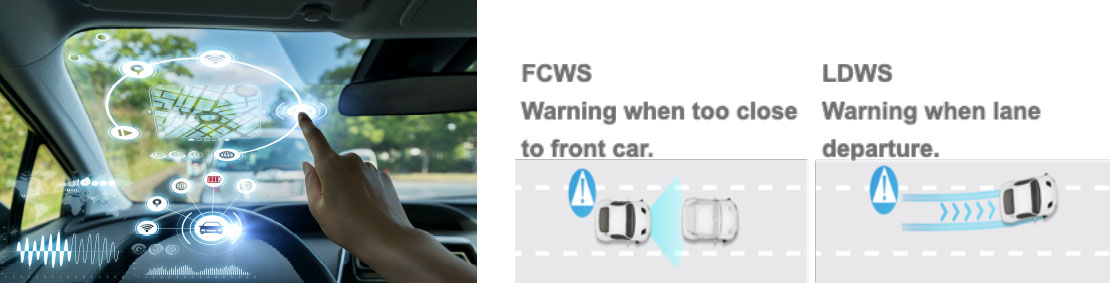 FCWS
Warning when too close
to front car.
LDWS
Warning when lane
departure.